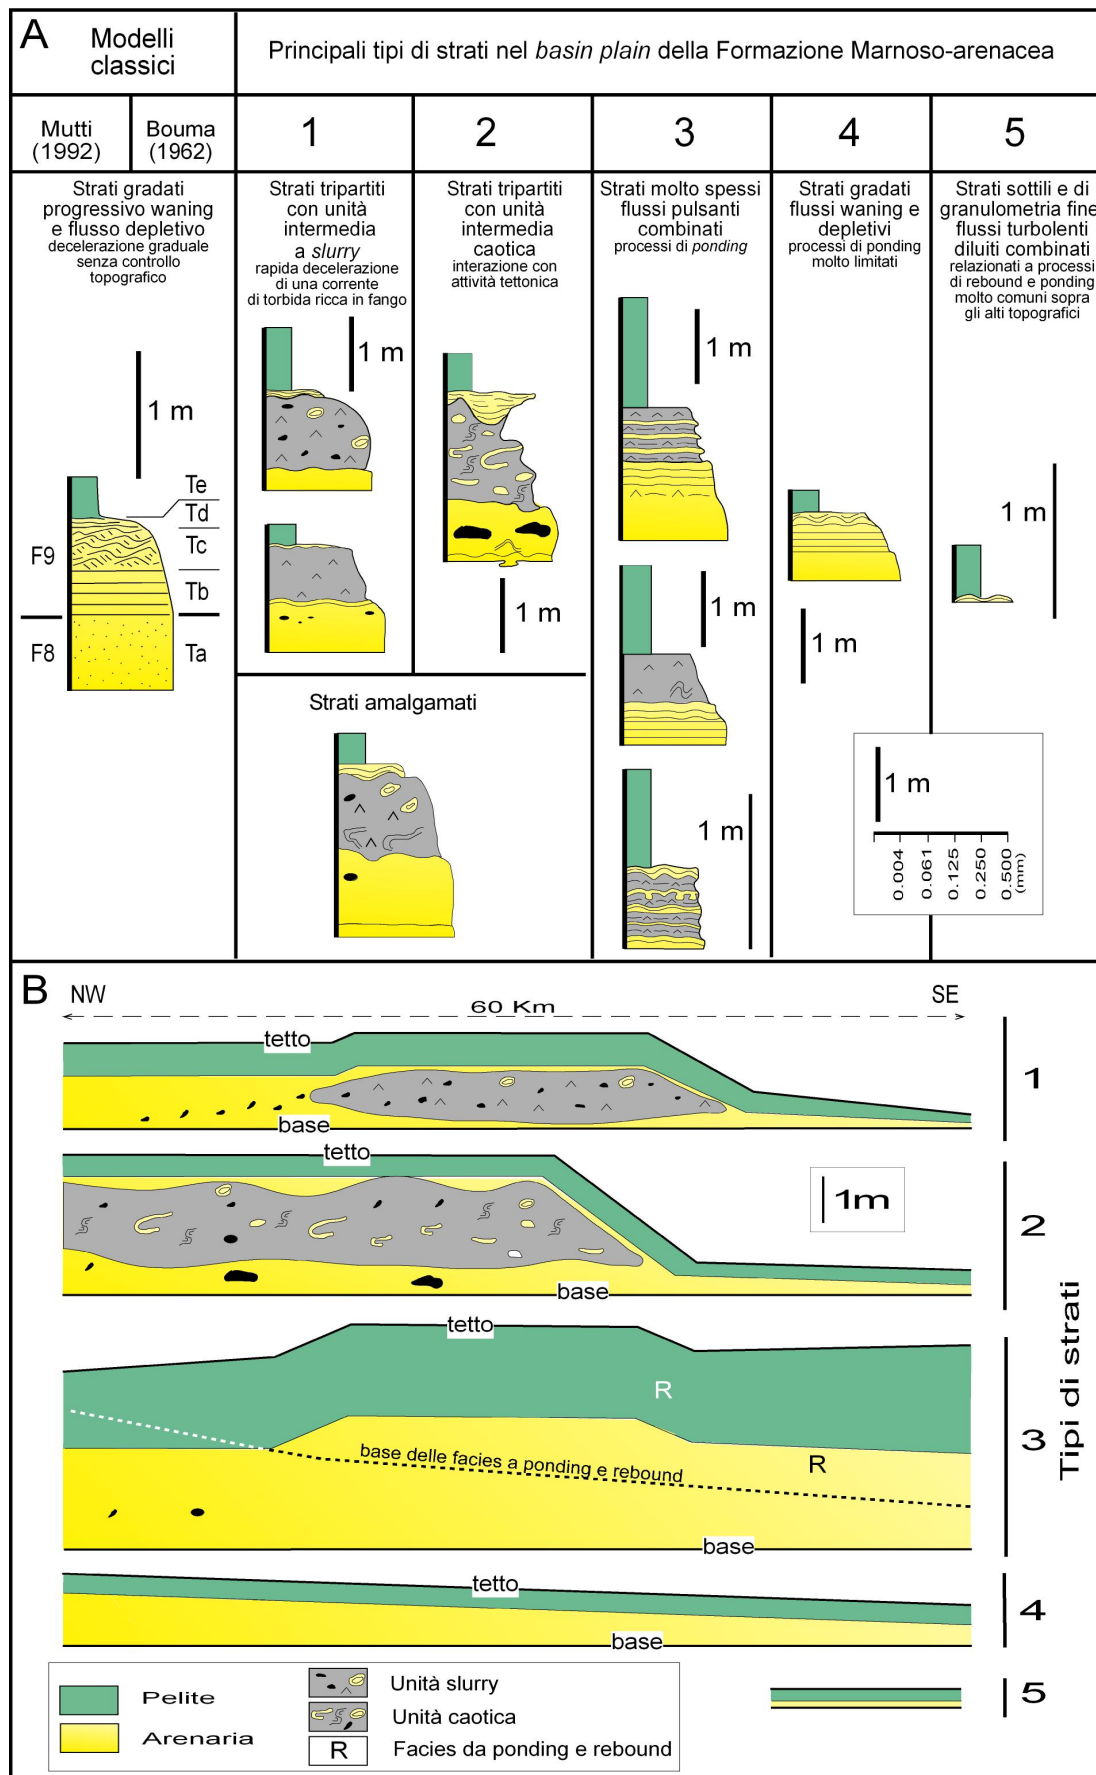 A
Modelli
classici
Principali tipi di strati nel basin plain della Formazione Marnoso-arenacea
Mutti
(1992)
Bouma
(1962)
1
2
3
4
5
Strati gradati
progressivo waning
e flusso depletivo
decelerazione graduale
senza controllo
topografico
Strati tripartiti
con unità
intermedia
a slurry
rapida decelerazione
di una corrente
di torbida ricca in fango
Strati tripartiti
con unità
intermedia
caotica
interazione con
attività tettonica
Strati molto spessi
flussi pulsanti
combinati
processi di ponding
Strati gradati
flussi waning e
depletivi
processi di ponding
molto limitati
Strati sottili e di
granulometria fine
flussi turbolenti
diluiti combinati
relazionati a processi
di rebound e ponding
molto comuni sopra
gli alti topografici
1 m
Te
Td
Tc
Tb
Ta
F9
F8
1 m
1 m
Strati amalgamati
1 m
1 m
1 m
1 m
1 m
1 m
0.004
0.061
0.125
0.250
0.500
(mm)
B
NW
60 Km
SE
tetto
base
1
tetto
base
2
1m
tetto
R
base delle facies a ponding e rebound
R
base
3
tetto
base
4
5
Tipi di strati
Pelite
Arenaria
Unità slurry
Unità caotica
R
Facies da ponding e rebound